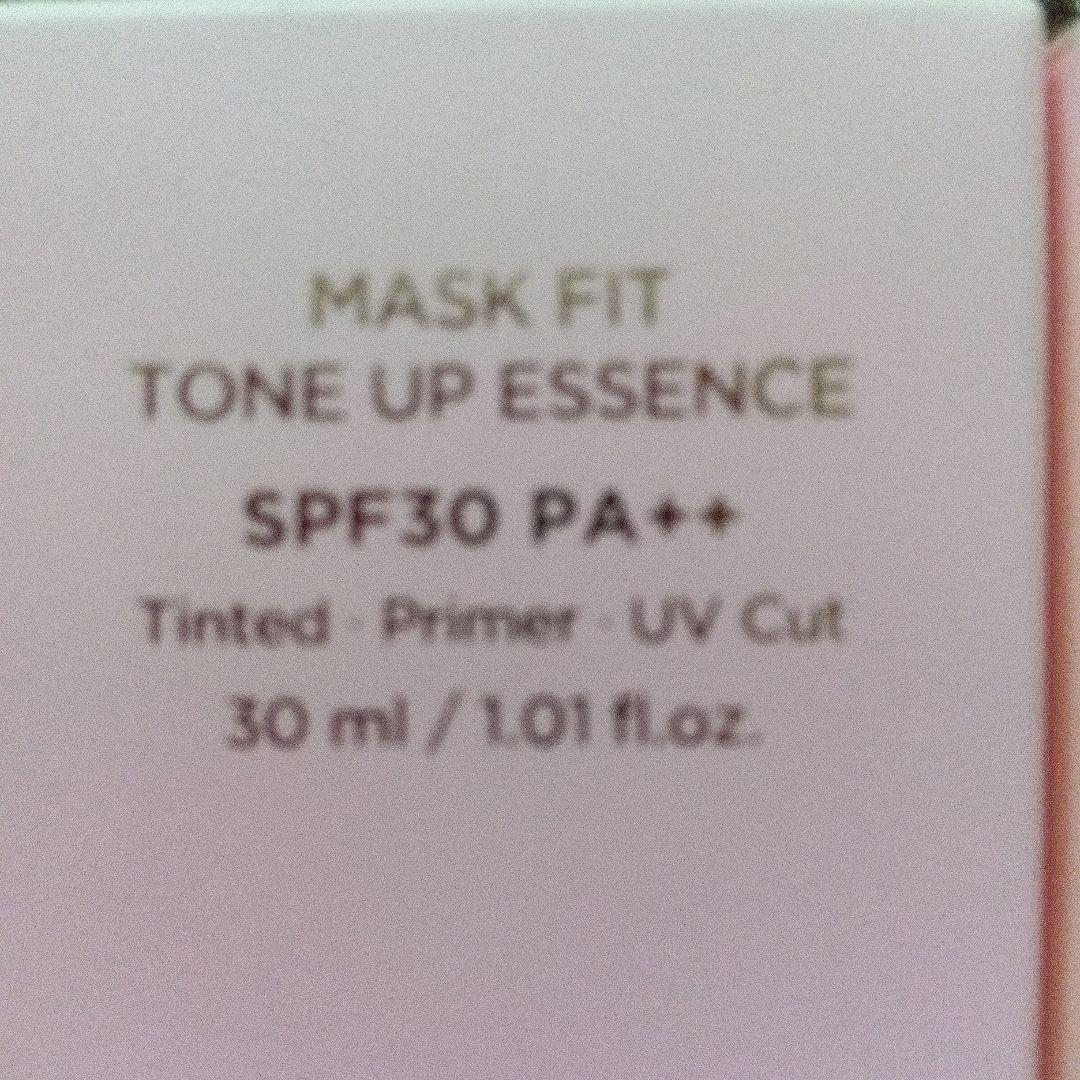 MASK FIT
TONE UP ESSENCE
SPF30 PA++
Tinted · Primer · UV Cut
30 ml / 1.01 fl.oz.